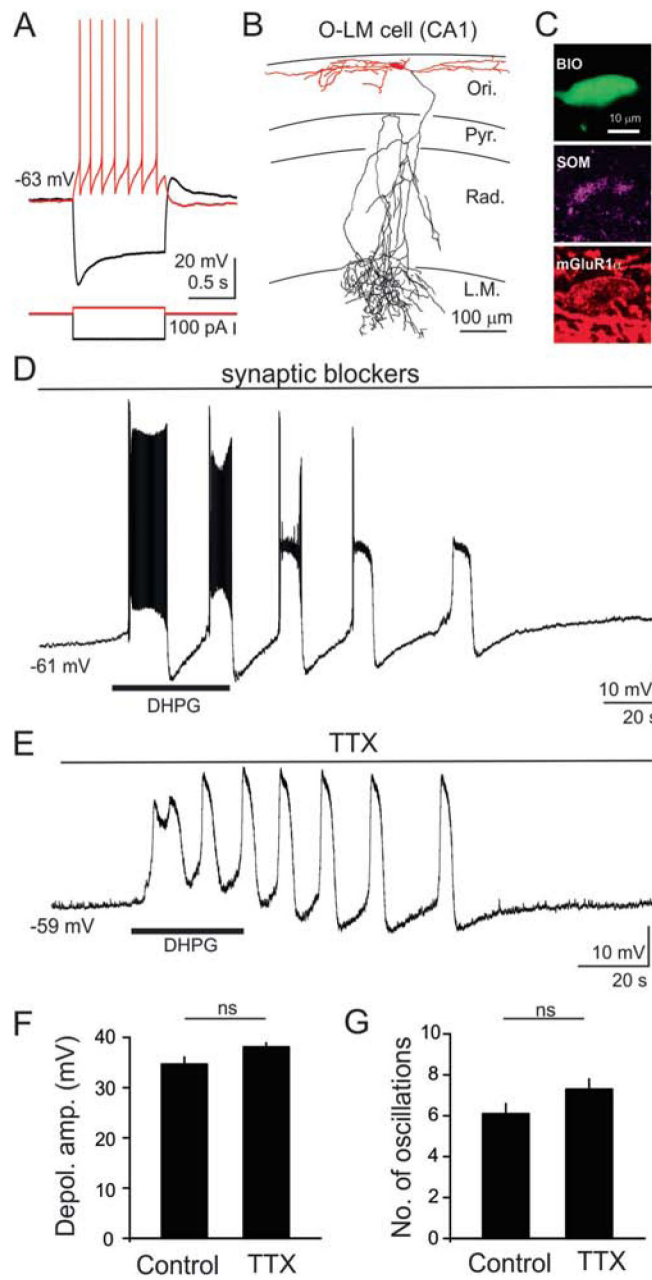 A
-63 mV
20 mV
0.5 s
100 pA
B
O-LM cell (CA1)
Ori.
Pyr.
Rad.
L.M.
100 µm
C
BIO
10 µm
SOM
mGluR1α
D
synaptic blockers
-61 mV
DHPG
10 mV
20 s
E
TTX
-59 mV
DHPG
10 mV
20 s
F
ns
Depol. amp. (mV)
40
30
20
10
0
Control
TTX
G
ns
No. of oscillations
10
8
6
4
2
0
Control
TTX